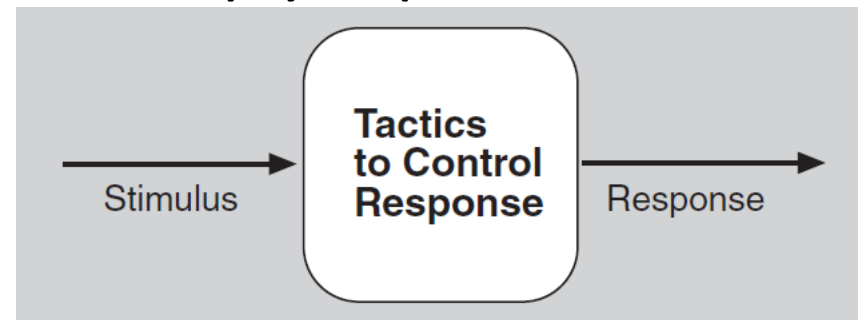 Tactics
to Control
Response
Stimulus
Response